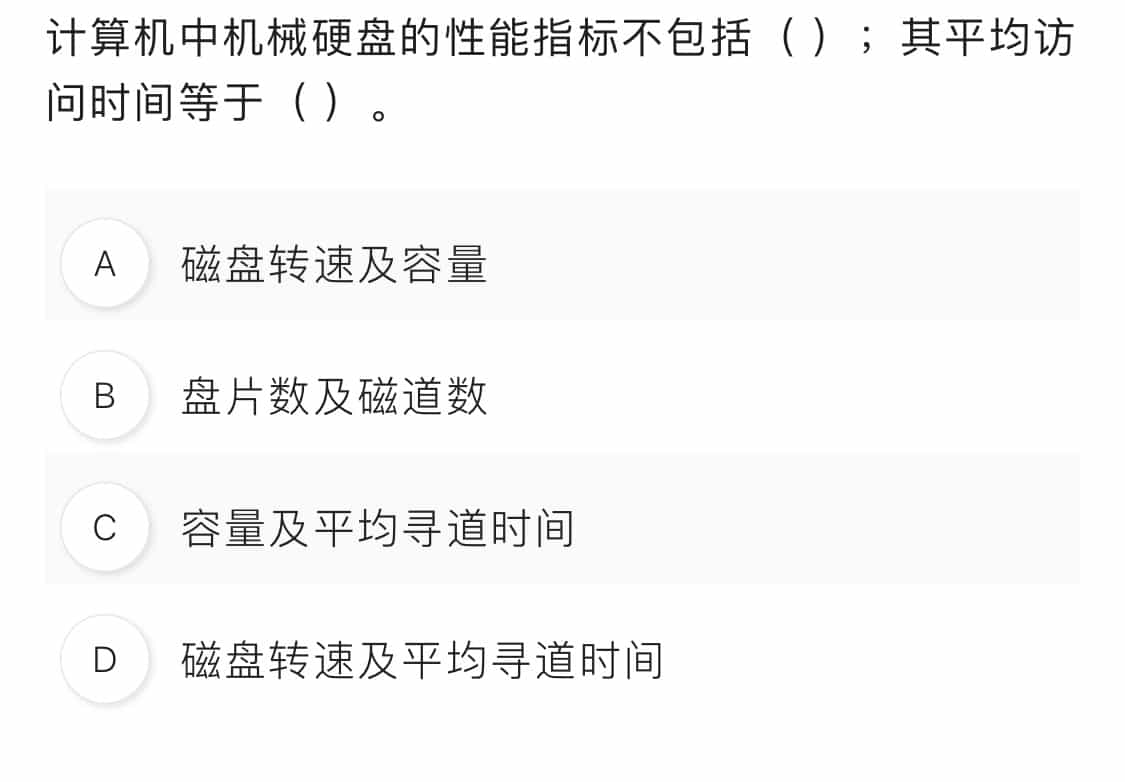 计算机中机械硬盘的性能指标不包括（ ）；其平均访
问时间等于（ ）。
A 磁盘转速及容量
B 盘片数及磁道数
C 容量及平均寻道时间
D 磁盘转速及平均寻道时间